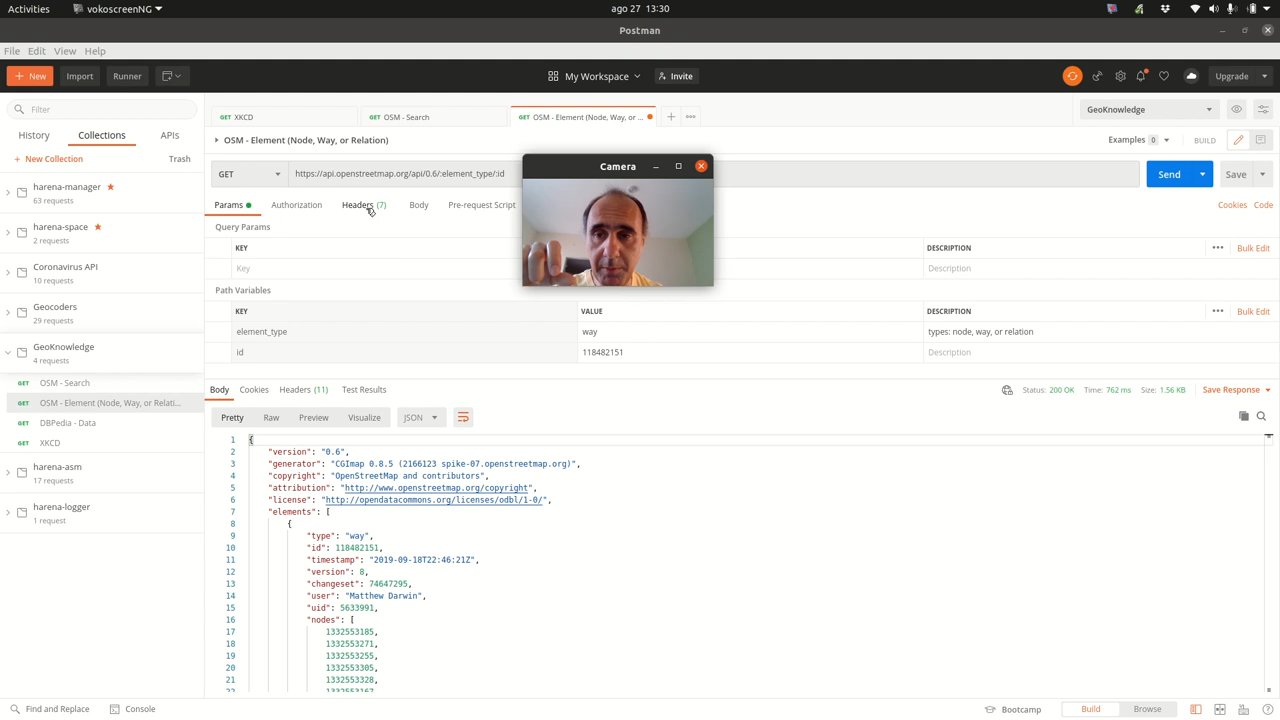 Activities vokoscreenNG ago 27 13:30
Postman
File Edit View Help
New Import Runner My Workspace Invite Upgrade
Filter
History Collections APIs
New Collection Trash
harena-manager
63 requests
harena-space
2 requests
Coronavirus API
10 requests
Geocoders
29 requests
GeoKnowledge
4 requests
GET OSM - Search
GET OSM - Element (Node, Way, or Relati...
GET DBPedia - Data
GET XKCD
harena-asm
17 requests
harena-logger
1 request
GET XKCD GET OSM - Search GET OSM - Element (Node, Way, or ... GeoKnowledge
OSM - Element (Node, Way, or Relation) Examples 0 BUILD
GET https://api.openstreetmap.org/api/0.6/:element_type/:id Send Save
Camera
Params Authorization Headers (7) Body Pre-request Script Cookies Code
Query Params
KEY DESCRIPTION Bulk Edit
Key Description
Path Variables
KEY VALUE DESCRIPTION Bulk Edit
element_type way types: node, way, or relation
id 118482151 Description
Body Cookies Headers (11) Test Results Status: 200 OK Time: 762 ms Size: 1.56 KB Save Response
Pretty Raw Preview Visualize JSON
1 {
2 "version": "0.6",
3 "generator": "CGImap 0.8.5 (2166123 spike-07.openstreetmap.org)",
4 "copyright": "OpenStreetMap and contributors",
5 "attribution": "http://www.openstreetmap.org/copyright",
6 "license": "http://opendatacommons.org/licenses/odbl/1-0/",
7 "elements": [
8 {
9 "type": "way",
10 "id": 118482151,
11 "timestamp": "2019-09-18T22:46:21Z",
12 "version": 8,
13 "changeset": 74647295,
14 "user": "Matthew Darwin",
15 "uid": 5633991,
16 "nodes": [
17 1332553185,
18 1332553271,
19 1332553255,
20 1332553305,
21 1332553328,
22 1332553167,
Find and Replace Console Bootcamp Build Browse